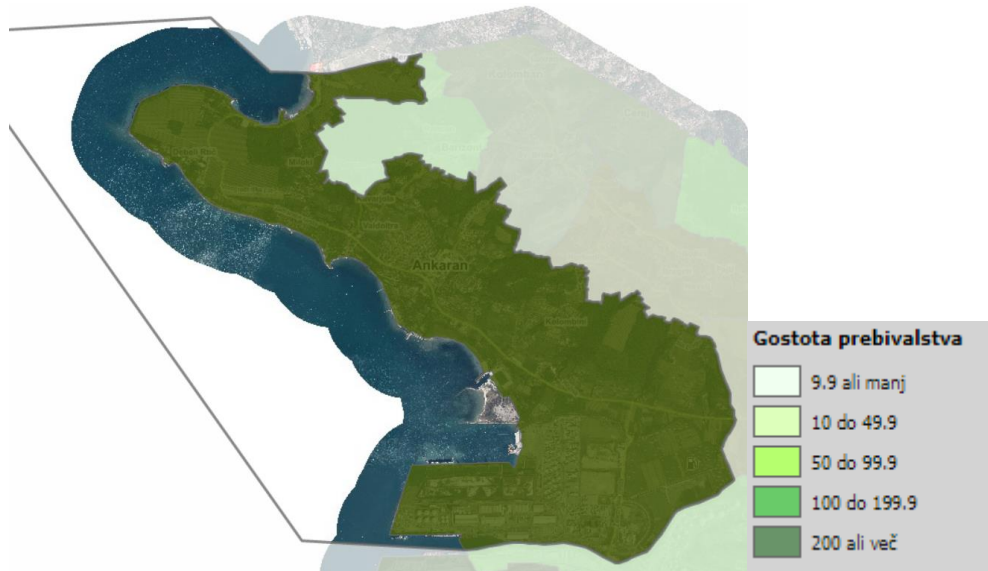 Ankaran
Gostota prebivalstva
9.9 ali manj
10 do 49.9
50 do 99.9
100 do 199.9
200 ali več